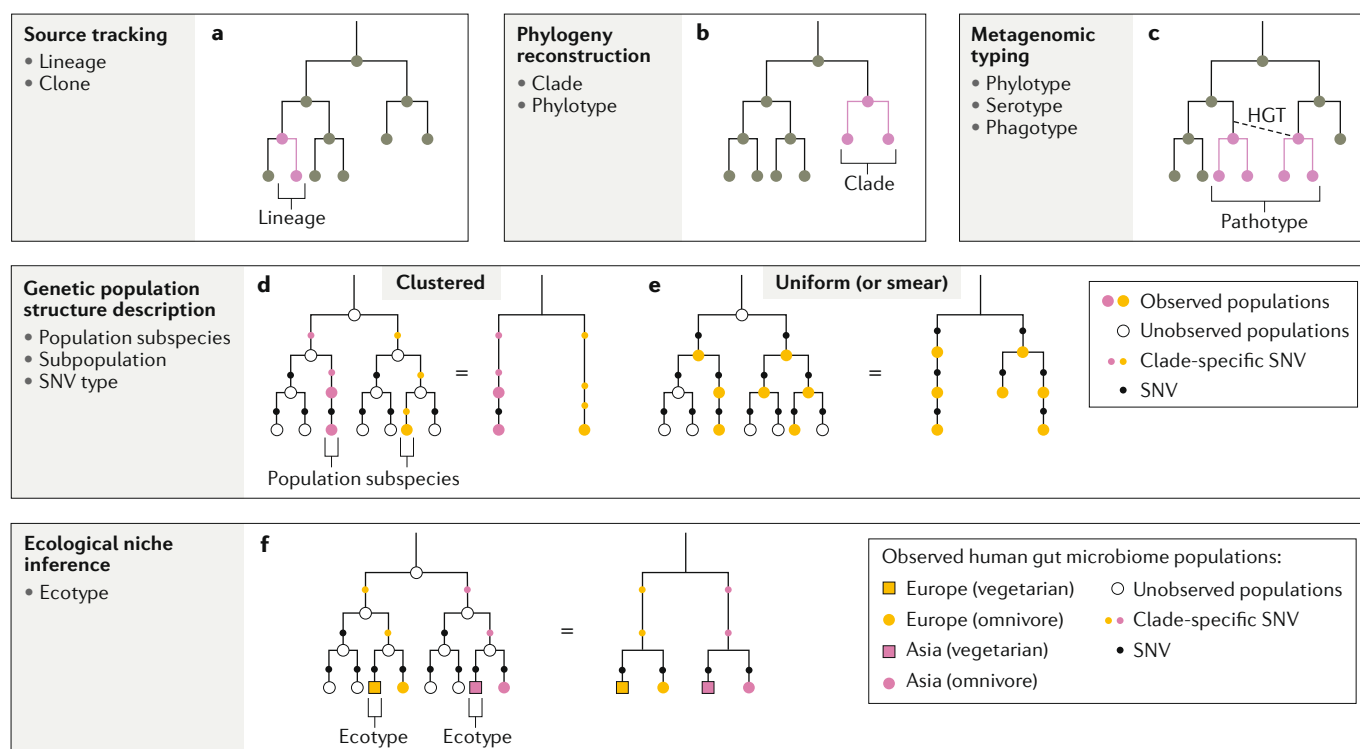 Source tracking
• Lineage
• Clone
a
Lineage
Phylogeny
reconstruction
• Clade
• Phylotype
b
Clade
Metagenomic
typing
• Phylotype
• Serotype
• Phagotype
c
HGT
Pathotype
Genetic population
structure description
• Population subspecies
• Subpopulation
• SNV type
d
Clustered
=
Population subspecies
e
Uniform (or smear)
=
Observed populations
Unobserved populations
Clade-specific SNV
SNV
Ecological niche
inference
• Ecotype
f
=
Ecotype
Ecotype
Observed human gut microbiome populations:
Europe (vegetarian)
Europe (omnivore)
Asia (vegetarian)
Asia (omnivore)
Unobserved populations
Clade-specific SNV
SNV